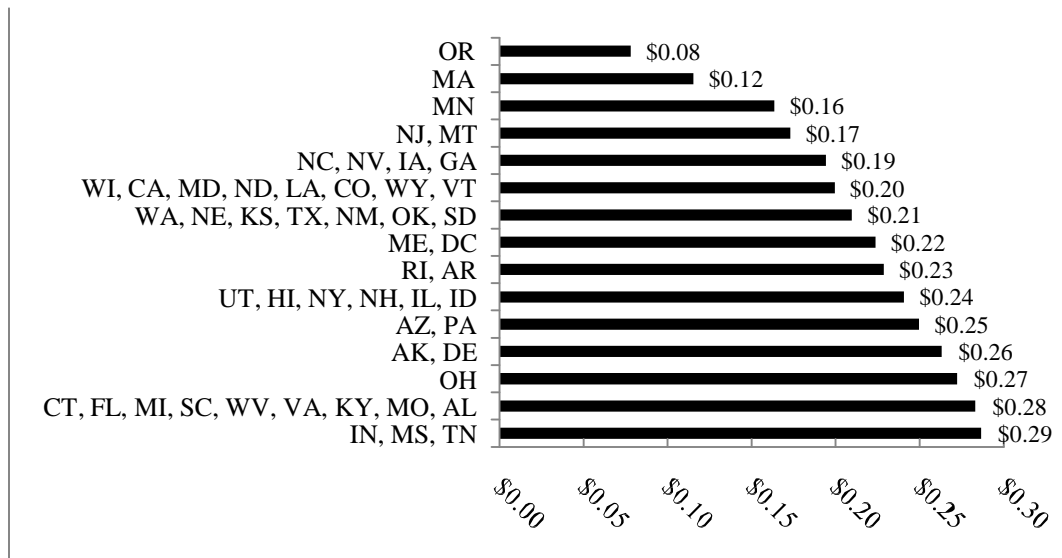 OR $0.08
MA $0.12
MN $0.16
NJ, MT $0.17
NC, NV, IA, GA $0.19
WI, CA, MD, ND, LA, CO, WY, VT $0.20
WA, NE, KS, TX, NM, OK, SD $0.21
ME, DC $0.22
RI, AR $0.23
UT, HI, NY, NH, IL, ID $0.24
AZ, PA $0.25
AK, DE $0.26
OH $0.27
CT, FL, MI, SC, WV, VA, KY, MO, AL $0.28
IN, MS, TN $0.29
$0.00 $0.05 $0.10 $0.15 $0.20 $0.25 $0.30